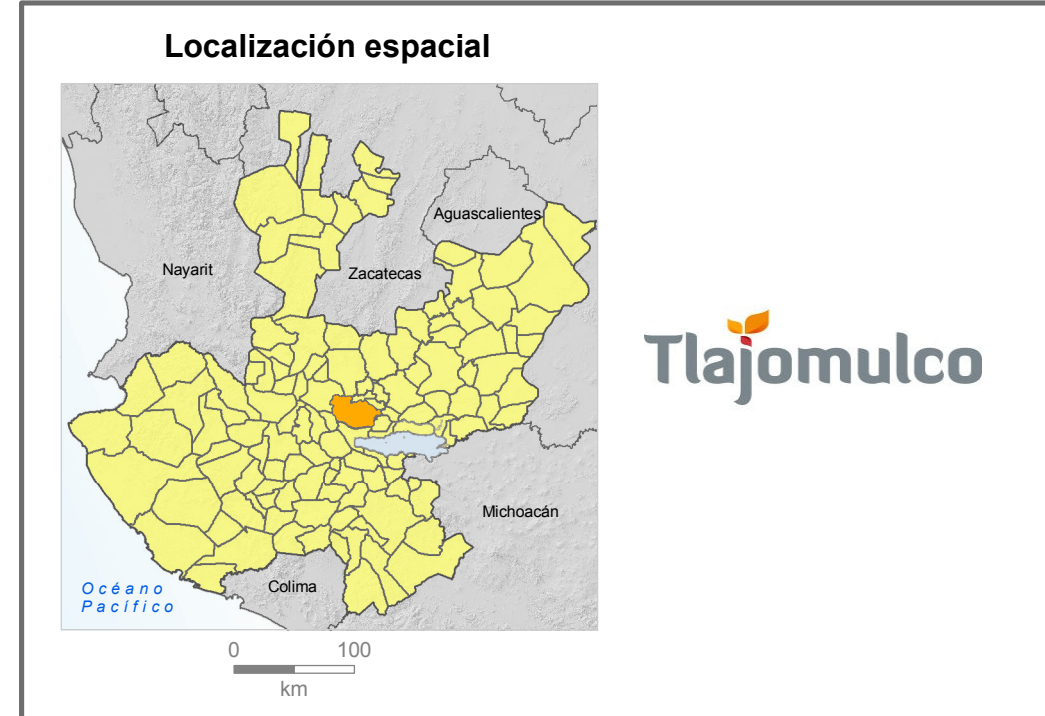 Localización espacial
Aguascalientes
Nayarit
Zacatecas
Tlajomulco
Michoacán
Colima
Océano
Pacífico
0 100
km